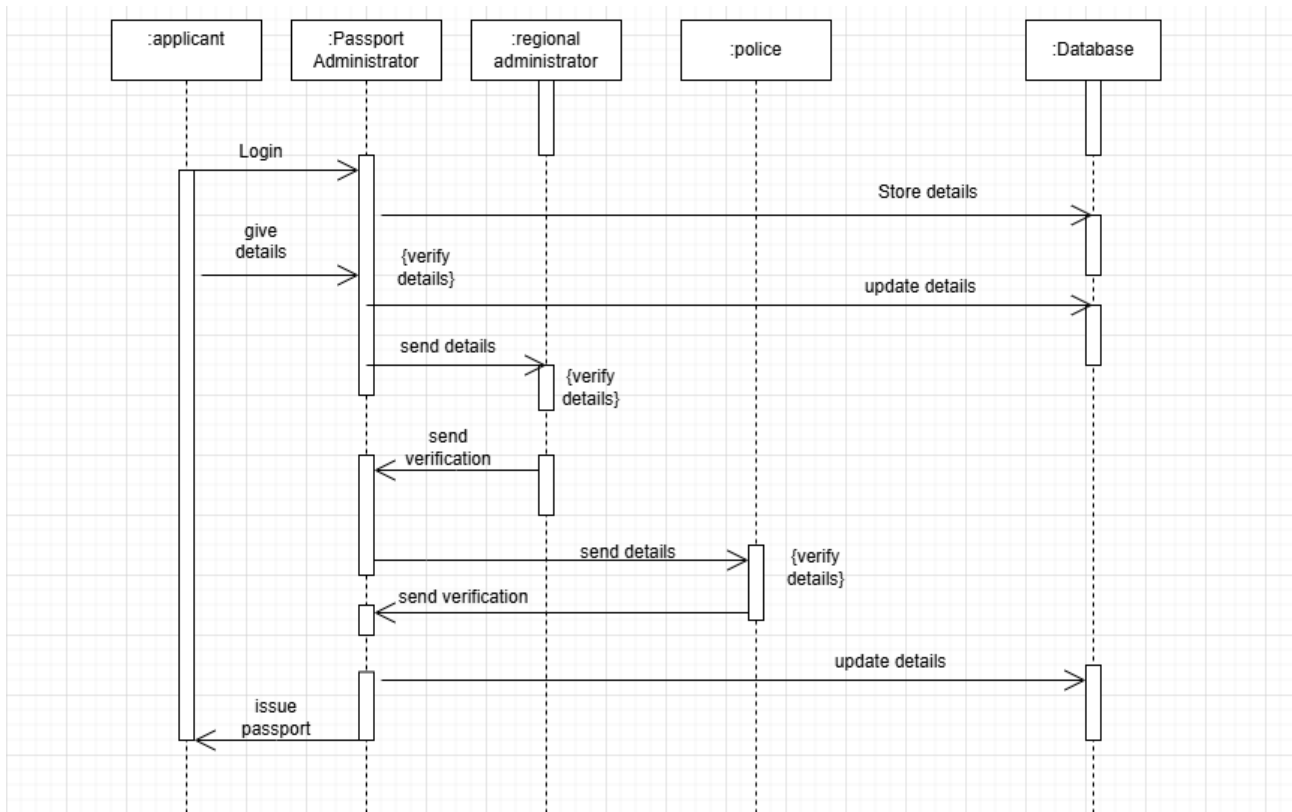 :applicant
:Passport
Administrator
:regional
administrator
:police
:Database
Login
Store details
give
details
{verify
details}
update details
send details
{verify
details}
send
verification
send details
{verify
details}
send verification
update details
issue
passport